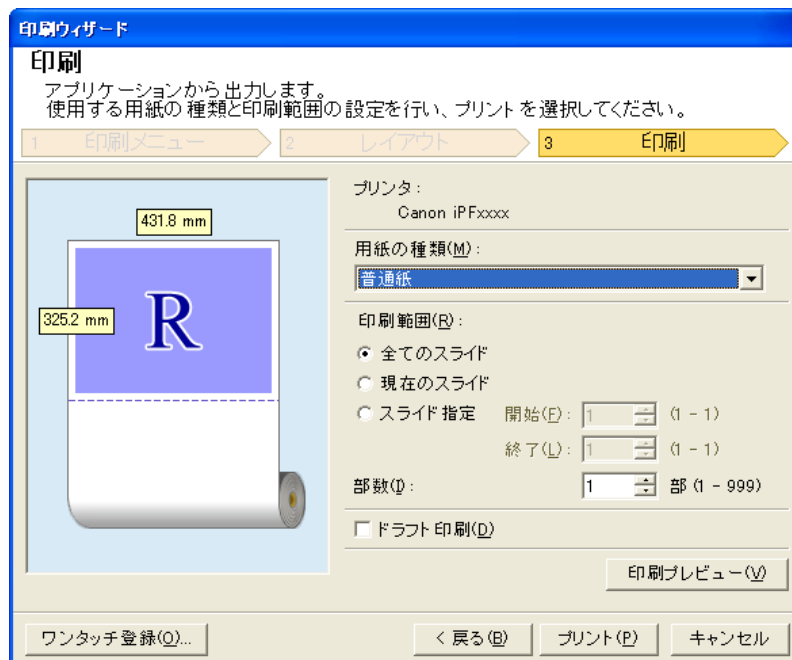 印刷ウィザード
印刷
アプリケーションから出力します。
使用する用紙の種類と印刷範囲の設定を行い、プリントを選択してください。
1 印刷メニュー 2 レイアウト 3 印刷
431.8 mm
325.2 mm
R
プリンタ:
Canon iPFxxxx
用紙の種類(M):
普通紙
印刷範囲(R):
全てのスライド
現在のスライド
スライド指定 開始(F): 1 (1 - 1)
終了(L): 1 (1 - 1)
部数(I): 1 部 (1 - 999)
ドラフト印刷(D)
印刷プレビュー(V)
ワンタッチ登録(O)... < 戻る(B) プリント(P) キャンセル